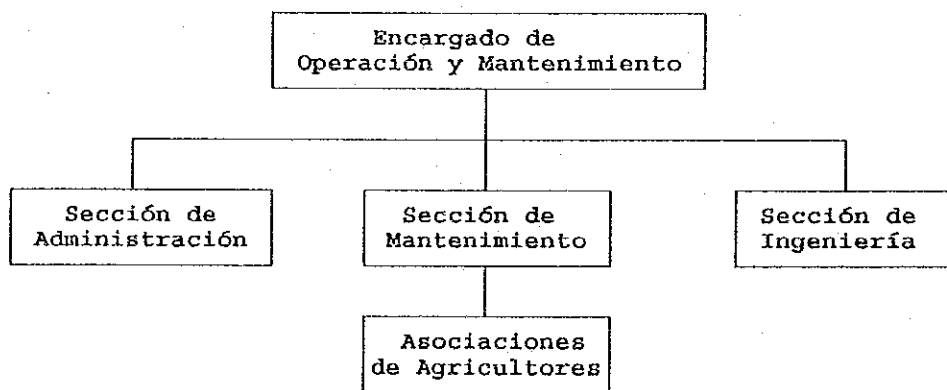 Encargado de
Operación y Mantenimiento
Sección de
Administración
Sección de
Mantenimiento
Sección de
Ingeniería
Asociaciones
de Agricultores